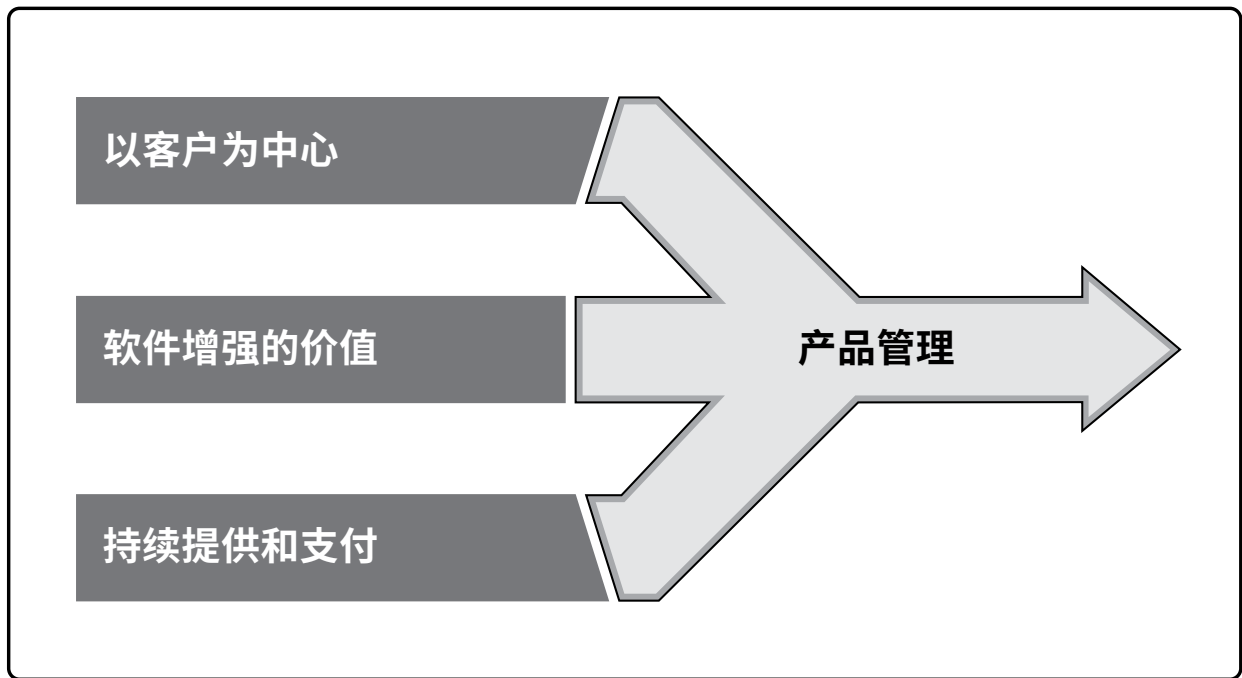 以客户为中心
软件增强的价值
产品管理
持续提供和支付